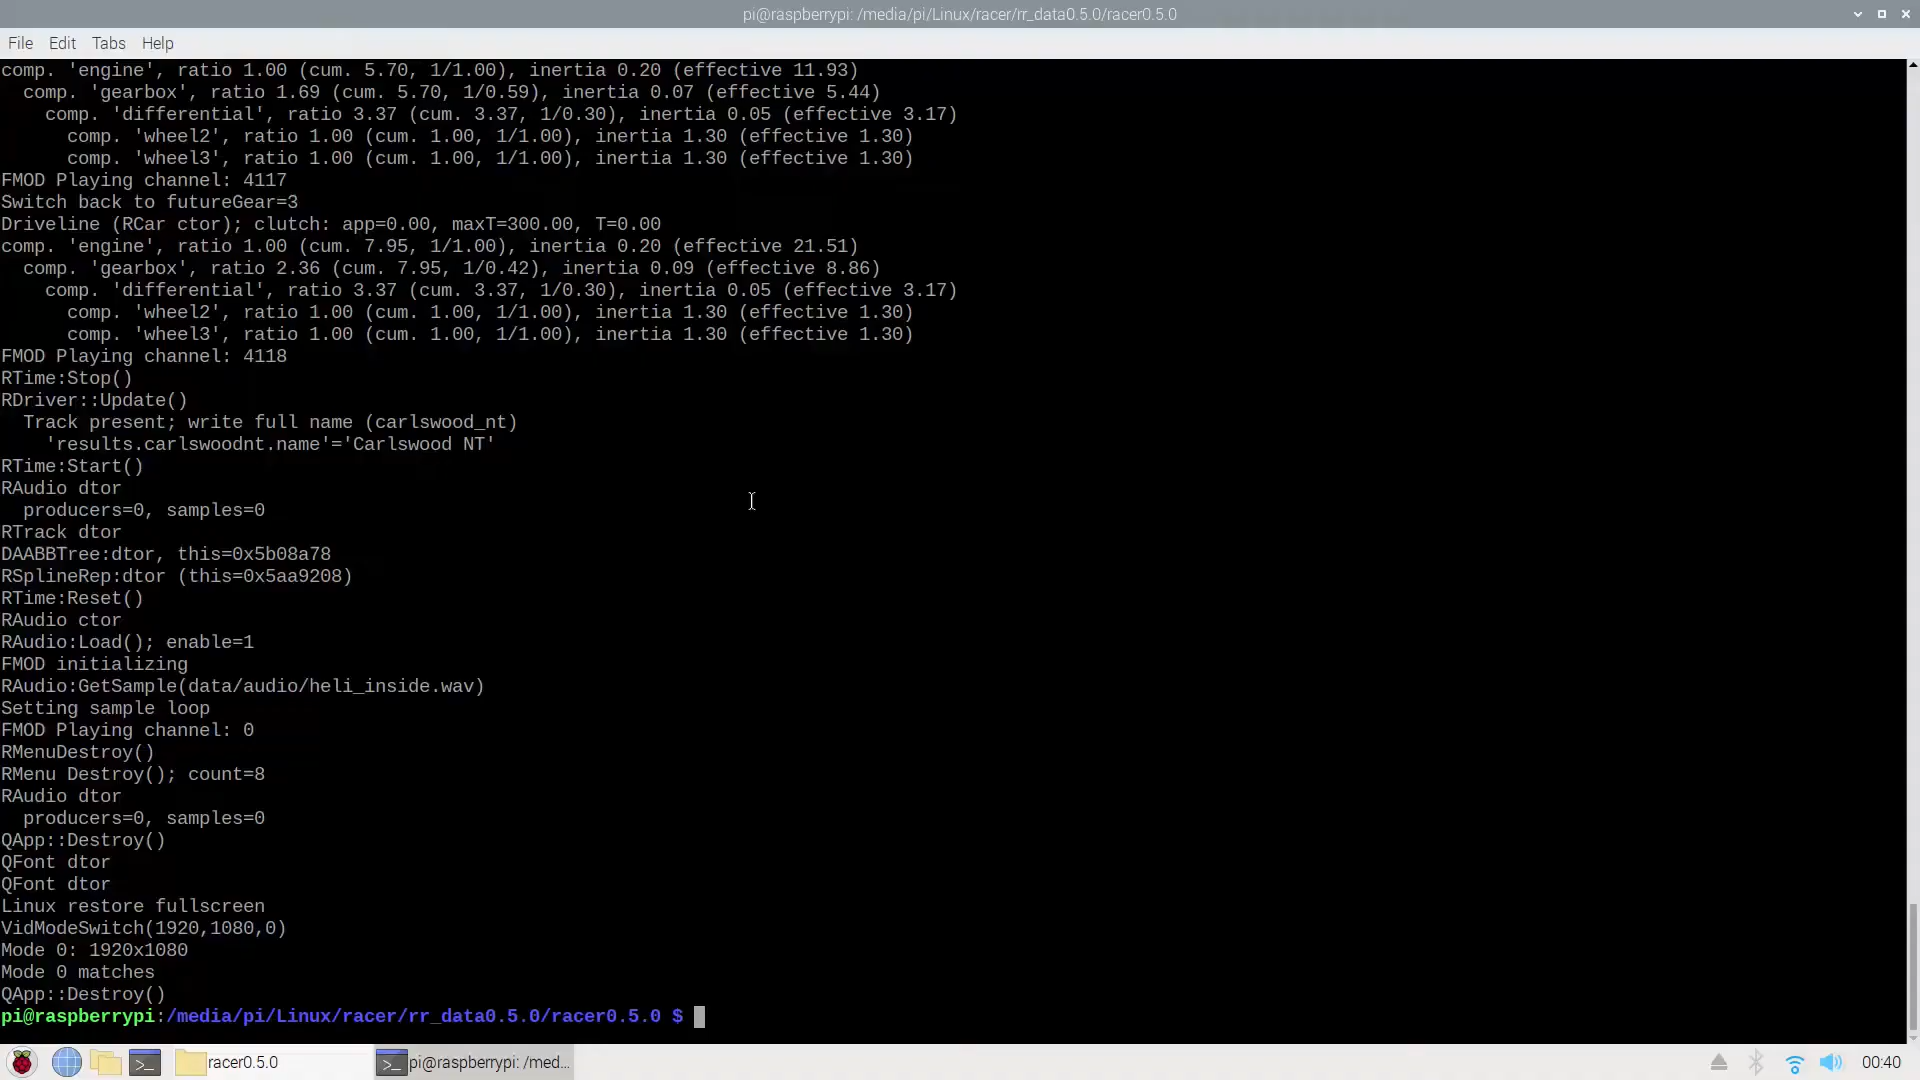 pi@raspberrypi: /media/pi/Linux/racer/rr_data0.5.0/racer0.5.0
File Edit Tabs Help
comp. 'engine', ratio 1.00 (cum. 5.70, 1/1.00), inertia 0.20 (effective 11.93)
comp. 'gearbox', ratio 1.69 (cum. 5.70, 1/0.59), inertia 0.07 (effective 5.44)
comp. 'differential', ratio 3.37 (cum. 3.37, 1/0.30), inertia 0.05 (effective 3.17)
comp. 'wheel2', ratio 1.00 (cum. 1.00, 1/1.00), inertia 1.30 (effective 1.30)
comp. 'wheel3', ratio 1.00 (cum. 1.00, 1/1.00), inertia 1.30 (effective 1.30)
FMOD Playing channel: 4117
Switch back to futureGear=3
Driveline (RCar ctor); clutch: app=0.00, maxT=300.00, T=0.00
comp. 'engine', ratio 1.00 (cum. 7.95, 1/1.00), inertia 0.20 (effective 21.51)
comp. 'gearbox', ratio 2.36 (cum. 7.95, 1/0.42), inertia 0.09 (effective 8.86)
comp. 'differential', ratio 3.37 (cum. 3.37, 1/0.30), inertia 0.05 (effective 3.17)
comp. 'wheel2', ratio 1.00 (cum. 1.00, 1/1.00), inertia 1.30 (effective 1.30)
comp. 'wheel3', ratio 1.00 (cum. 1.00, 1/1.00), inertia 1.30 (effective 1.30)
FMOD Playing channel: 4118
RTime:Stop()
RDriver::Update()
Track present; write full name (carlswood_nt)
'results.carlswoodnt.name'='Carlswood NT'
RTime:Start()
RAudio dtor
producers=0, samples=0
RTrack dtor
DAABBTree:dtor, this=0x5b08a78
RSplineRep:dtor (this=0x5aa9208)
RTime:Reset()
RAudio ctor
RAudio:Load(); enable=1
FMOD initializing
RAudio:GetSample(data/audio/heli_inside.wav)
Setting sample loop
FMOD Playing channel: 0
RMenuDestroy()
RMenu Destroy(); count=8
RAudio dtor
producers=0, samples=0
QApp::Destroy()
QFont dtor
QFont dtor
Linux restore fullscreen
VidModeSwitch(1920,1080,0)
Mode 0: 1920x1080
Mode 0 matches
QApp::Destroy()
pi@raspberrypi:/media/pi/Linux/racer/rr_data0.5.0/racer0.5.0 $
racer0.5.0 pi@raspberrypi: /med... 00:40